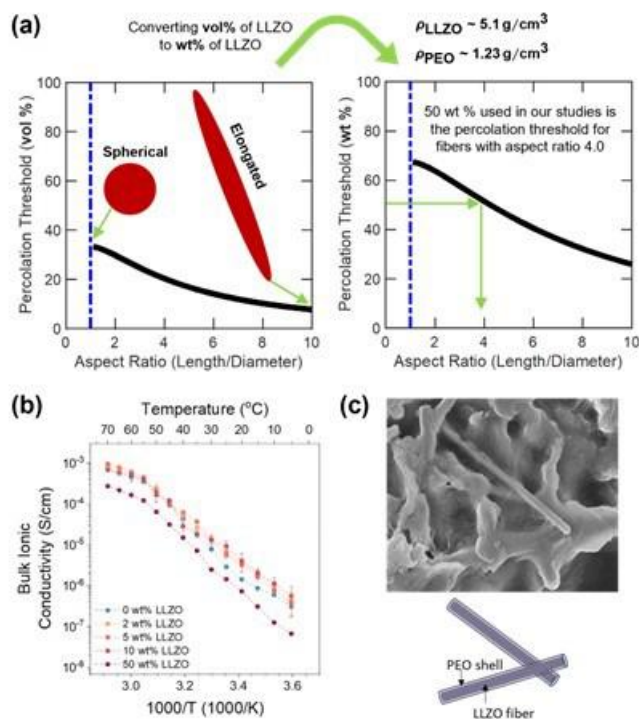 (a)
Converting vol% of LLZO
to wt% of LLZO
ρLLZO ~ 5.1 g/cm³
ρPEO ~ 1.23 g/cm³
Percolation Threshold (vol %)
100
80
60
40
20
0
Spherical
Elongated
0 2 4 6 8 10
Aspect Ratio (Length/Diameter)
Percolation Threshold (wt %)
100
80
60
40
20
0
50 wt % used in our studies is
the percolation threshold for
fibers with aspect ratio 4.0
0 2 4 6 8 10
Aspect Ratio (Length/Diameter)
(b)
Temperature (°C)
70 60 50 40 30 20 10 0
Bulk Ionic
Conductivity (S/cm)
10⁻³
10⁻⁴
10⁻⁵
10⁻⁶
10⁻⁷
10⁻⁸
0 wt% LLZO
2 wt% LLZO
5 wt% LLZO
10 wt% LLZO
50 wt% LLZO
3.0 3.2 3.4 3.6
1000/T (1000/K)
(c)
PEO shell
LLZO fiber